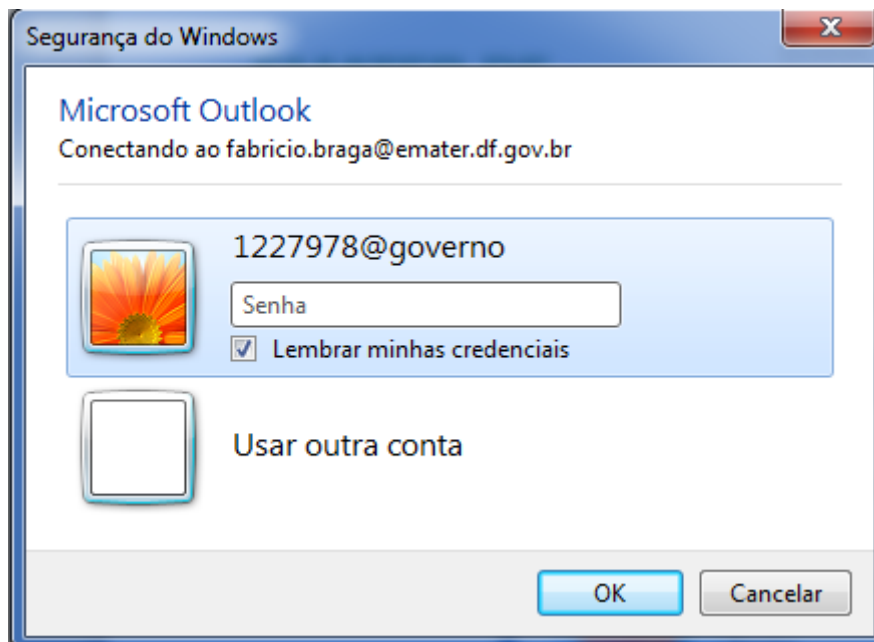 Segurança do Windows
Microsoft Outlook
Conectando ao fabricio.braga@emater.df.gov.br
1227978@governo
Senha
Lembrar minhas credenciais
Usar outra conta
OK
Cancelar